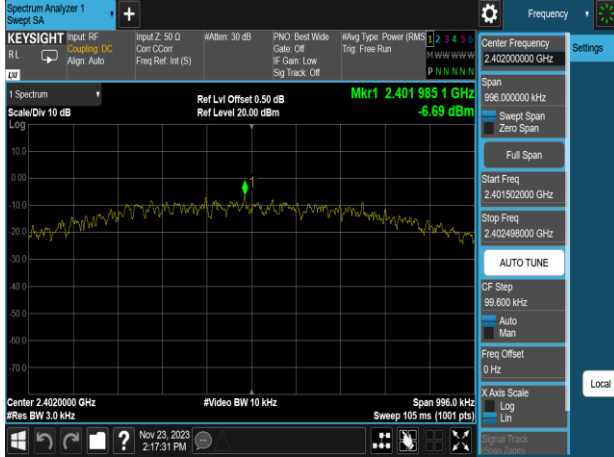 Spectrum Analyzer 1
Swept SA
Frequency
KEYSIGHT
RL
Input: RF
Coupling: DC
Align: Auto
Input Z: 50 Ω
Corr CCorr
Freq Ref: Int (S)
#Atten: 30 dB
PNO: Best Wide
Gate: Off
IF Gain: Low
Sig Track: Off
#Avg Type: Power (RMS
Trig: Free Run
1 2 3 4 5 6
M W W W W W
P N N N N N
1 Spectrum
Scale/Div 10 dB
Log
Ref Lvl Offset 0.50 dB
Ref Level 20.00 dBm
Mkr1 2.401 985 1 GHz
-6.69 dBm
10.0
0.00
-10.0
-20.0
-30.0
-40.0
-50.0
-60.0
-70.0
1
Center 2.4020000 GHz
#Res BW 3.0 kHz
#Video BW 10 kHz
Span 996.0 kHz
Sweep 105 ms (1001 pts)
Nov 23, 2023
2:17:31 PM
Center Frequency
2.402000000 GHz
Span
996.000000 kHz
Swept Span
Zero Span
Full Span
Start Freq
2.401502000 GHz
Stop Freq
2.402498000 GHz
AUTO TUNE
CF Step
99.600 kHz
Auto
Man
Freq Offset
0 Hz
X Axis Scale
Log
Lin
Signal Track
(Span Zoom)
Settings
Local